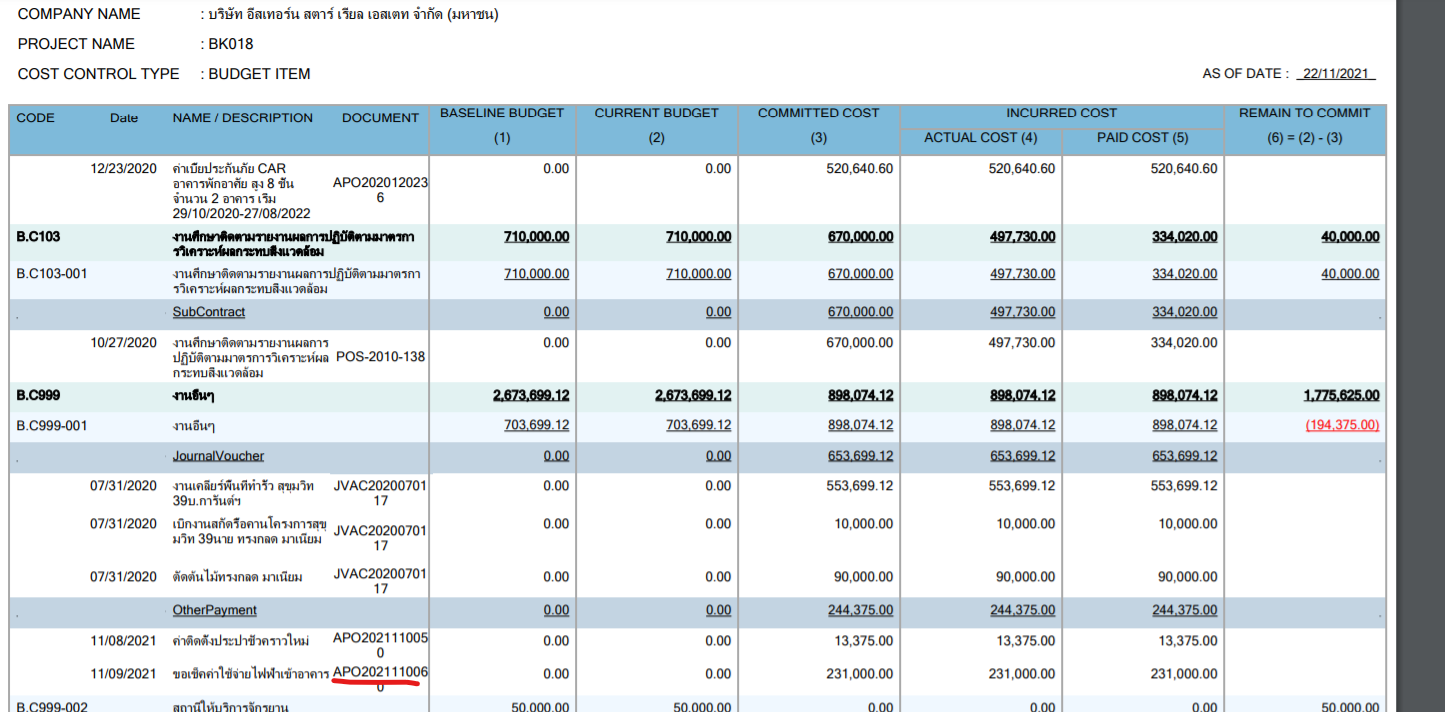 COMPANY NAME : บริษัท อีสเทอร์น สตาร์ เรียล เอสเตท จำกัด (มหาชน)
PROJECT NAME : BK018
COST CONTROL TYPE : BUDGET ITEM
AS OF DATE : 22/11/2021
CODE Date NAME / DESCRIPTION DOCUMENT BASELINE BUDGET (1) CURRENT BUDGET (2) COMMITTED COST (3) INCURRED COST REMAIN TO COMMIT (6) = (2) - (3)
ACTUAL COST (4) PAID COST (5)
12/23/2020 ค่าเบี้ยประกันภัย CAR 0.00 0.00 520,640.60 520,640.60 520,640.60
อาคารพักอาศัย สูง 8 ชั้น APO202012023
จำนวน 2 อาคาร เริ่ม 6
29/10/2020-27/08/2022
B.C103 งานศึกษาติดตามรายงานผลการปฏิบัติตามมาตรกา 710,000.00 710,000.00 670,000.00 497,730.00 334,020.00 40,000.00
รวิเคราะห์ผลกระทบสิ่งแวดล้อม
B.C103-001 งานศึกษาติดตามรายงานผลการปฏิบัติตามมาตรกา 710,000.00 710,000.00 670,000.00 497,730.00 334,020.00 40,000.00
รวิเคราะห์ผลกระทบสิ่งแวดล้อม
. SubContract 0.00 0.00 670,000.00 497,730.00 334,020.00 .
10/27/2020 งานศึกษาติดตามรายงานผลการ 0.00 0.00 670,000.00 497,730.00 334,020.00
ปฏิบัติตามมาตรการวิเคราะห์ผล POS-2010-138
กระทบสิ่งแวดล้อม
B.C999 งานอื่นๆ 2,673,699.12 2,673,699.12 898,074.12 898,074.12 898,074.12 1,775,625.00
B.C999-001 งานอื่นๆ 703,699.12 703,699.12 898,074.12 898,074.12 898,074.12 (194,375.00)
. JournalVoucher 0.00 0.00 653,699.12 653,699.12 653,699.12 .
07/31/2020 งานเคลียร์พื้นที่ทำรั้ว สุขุมวิท JVAC20200701 0.00 0.00 553,699.12 553,699.12 553,699.12
39บ.การันต์ฯ 17
07/31/2020 เบิกงานสกัดรื้อคานโครงการสุขุ JVAC20200701 0.00 0.00 10,000.00 10,000.00 10,000.00
มวิท 39นาย ทรงกลด มาเนียม 17
07/31/2020 ตัดต้นไม้ทรงกลด มาเนียม JVAC20200701 0.00 0.00 90,000.00 90,000.00 90,000.00
17
. OtherPayment 0.00 0.00 244,375.00 244,375.00 244,375.00 .
11/08/2021 ค่าติดตั้งประปาชั่วคราวใหม่ APO202111005 0.00 0.00 13,375.00 13,375.00 13,375.00
0
11/09/2021 ขอเช็คค่าใช้จ่ายไฟฟ้าเข้าอาคาร APO202111006 0.00 0.00 231,000.00 231,000.00 231,000.00
0
B.C999-002 สถานีให้บริการจักรยาน 50,000.00 50,000.00 0.00 0.00 0.00 50,000.00